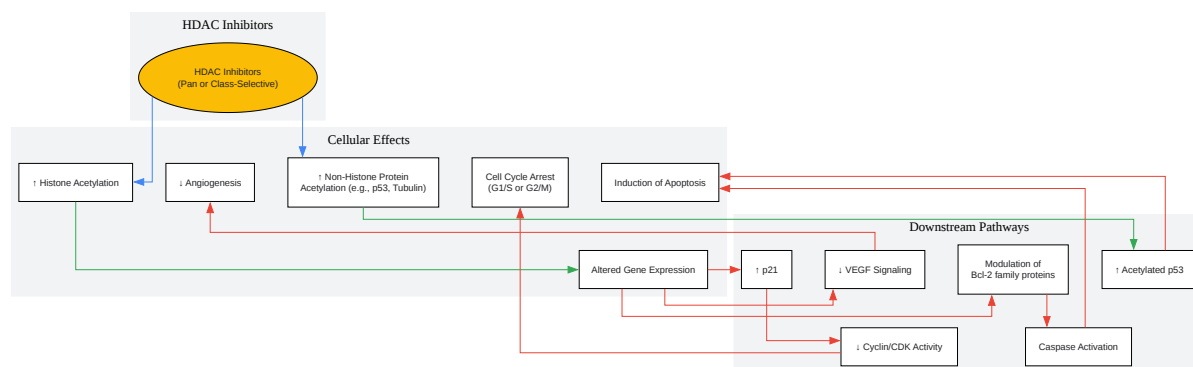 HDAC Inhibitors
HDAC Inhibitors
(Pan or Class-Selective)
Cellular Effects
↑ Histone Acetylation
↓ Angiogenesis
↑ Non-Histone Protein
Acetylation (e.g., p53, Tubulin)
Cell Cycle Arrest
(G1/S or G2/M)
Induction of Apoptosis
Downstream Pathways
Altered Gene Expression
↑ p21
↓ VEGF Signaling
Modulation of
Bcl-2 family proteins
↑ Acetylated p53
↓ Cyclin/CDK Activity
Caspase Activation